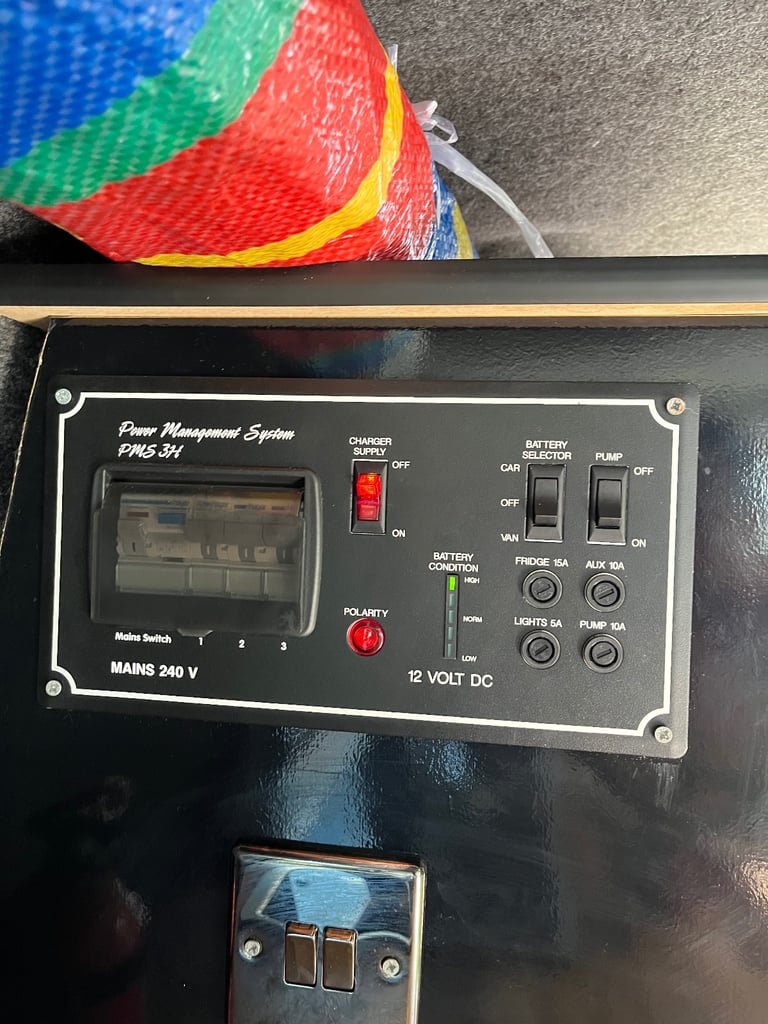 Power Management System
PMS 3H
CHARGER
SUPPLY
OFF
ON
BATTERY
SELECTOR
CAR
OFF
VAN
PUMP
OFF
ON
BATTERY
CONDITION
HIGH
NORM
LOW
FRIDGE 15A
AUX 10A
LIGHTS 5A
PUMP 10A
POLARITY
Mains Switch
1
2
3
MAINS 240 V
12 VOLT DC